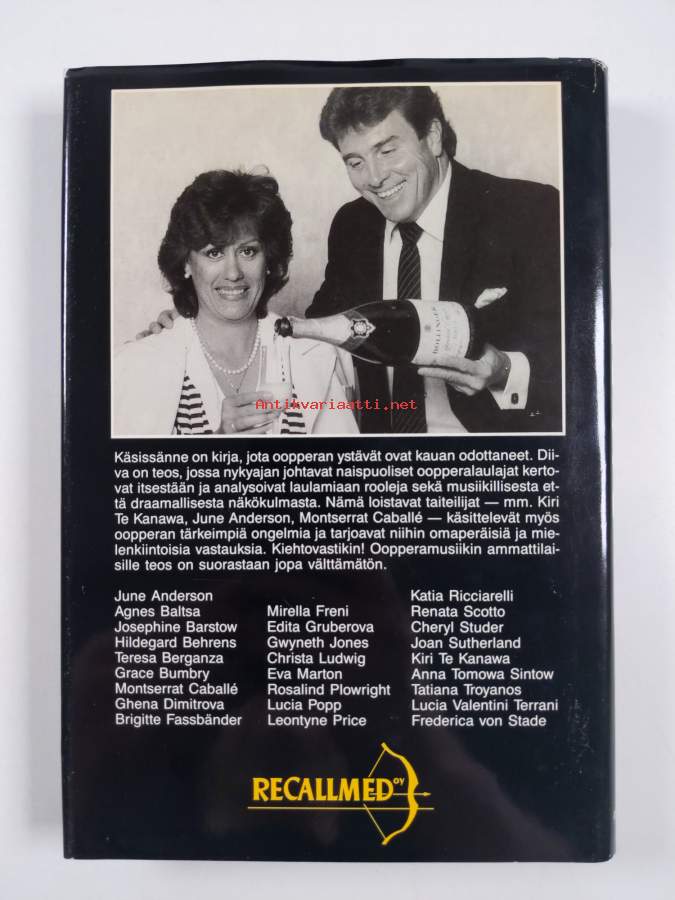 BOLLINGER
Antikvariaatti.net
Käsissänne on kirja, jota oopperan ystävät ovat kauan odottaneet. Dii-
va on teos, jossa nykyajan johtavat naispuoliset oopperalaulajat kerto-
vat itsestään ja analysoivat laulamiaan rooleja sekä musiikillisesta et-
tä draamallisesta näkökulmasta. Nämä loistavat taiteilijat — mm. Kiri
Te Kanawa, June Anderson, Montserrat Caballé — käsittelevät myös
oopperan tärkeimpiä ongelmia ja tarjoavat niihin omaperäisiä ja mie-
lenkiintoisia vastauksia. Kiehtovastikin! Oopperamusiikin ammattilai-
sille teos on suorastaan jopa välttämätön.
June Anderson
Agnes Baltsa
Josephine Barstow
Hildegard Behrens
Teresa Berganza
Grace Bumbry
Montserrat Caballé
Ghena Dimitrova
Brigitte Fassbänder
Mirella Freni
Edita Gruberova
Gwyneth Jones
Christa Ludwig
Eva Marton
Rosalind Plowright
Lucia Popp
Leontyne Price
Katia Ricciarelli
Renata Scotto
Cheryl Studer
Joan Sutherland
Kiri Te Kanawa
Anna Tomowa Sintow
Tatiana Troyanos
Lucia Valentini Terrani
Frederica von Stade
RECALLMED OY